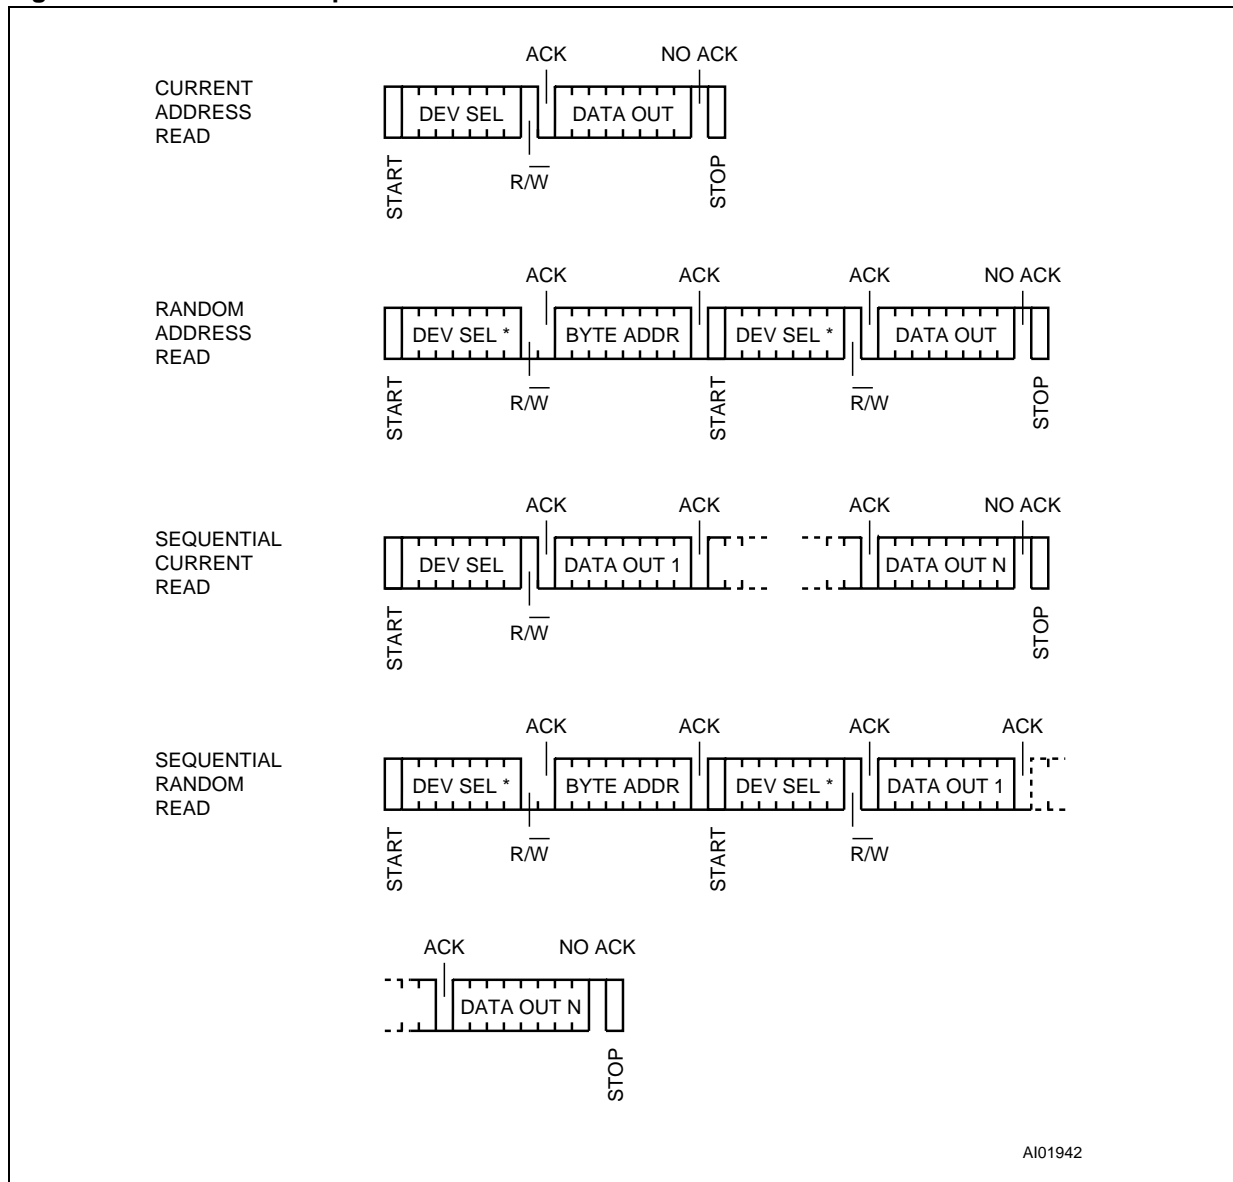 ACK NO ACK
CURRENT
ADDRESS
READ
DEV SEL DATA OUT
START R/W̅ STOP
ACK ACK ACK NO ACK
RANDOM
ADDRESS
READ
DEV SEL * BYTE ADDR DEV SEL * DATA OUT
START R/W̅ START R̅/W STOP
ACK ACK ACK NO ACK
SEQUENTIAL
CURRENT
READ
DEV SEL DATA OUT 1 DATA OUT N
START R/W̅ STOP
ACK ACK ACK ACK
SEQUENTIAL
RANDOM
READ
DEV SEL * BYTE ADDR DEV SEL * DATA OUT 1
START R/W̅ START R̅/W
ACK NO ACK
DATA OUT N
STOP
AI01942